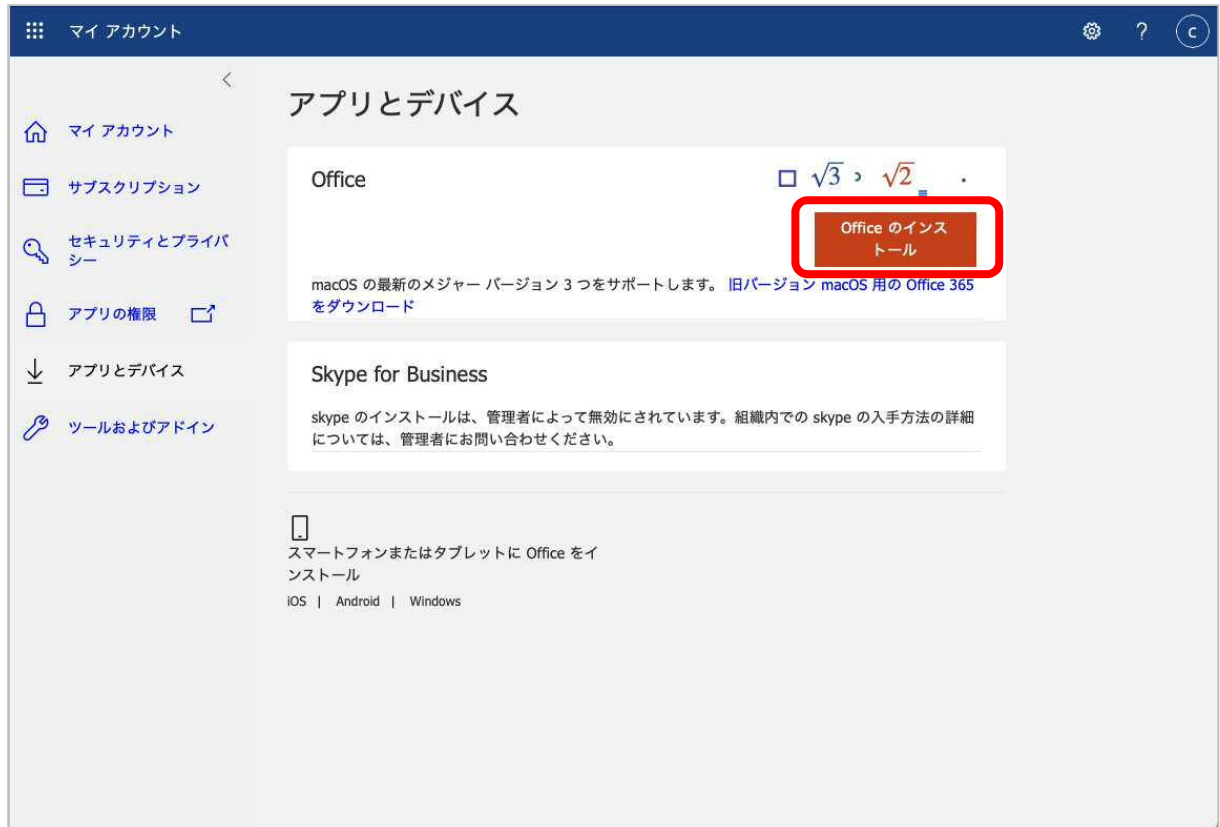 マイ アカウント
?
c
アプリとデバイス
マイ アカウント
サブスクリプション
セキュリティとプライバ
シー
アプリの権限
アプリとデバイス
ツールおよびアドイン
Office
√3 √2
Office のインス
トール
macOS の最新のメジャー バージョン 3 つをサポートします。 旧バージョン macOS 用の Office 365
をダウンロード
Skype for Business
skype のインストールは、管理者によって無効にされています。組織内での skype の入手方法の詳細
については、管理者にお問い合わせください。
スマートフォンまたはタブレットに Office をイ
ンストール
iOS | Android | Windows